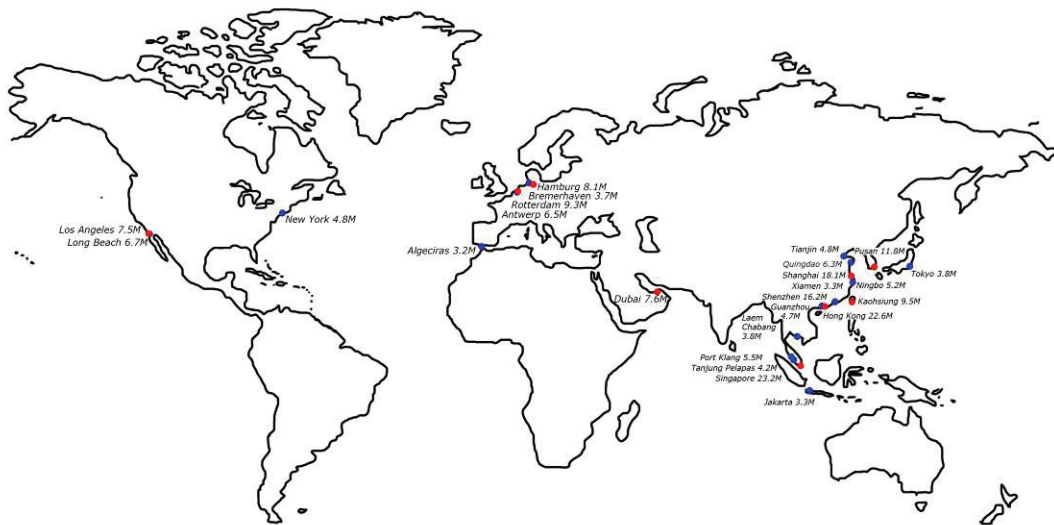 Hamburg 8.1M
Bremerhaven 3.7M
Rotterdam 9.3M
Antwerp 6.5M
New York 4.8M
Los Angeles 7.5M
Long Beach 6.7M
Algeciras 3.2M
Tianjin 4.8M
Pusan 11.8M
Quingdao 6.3M
Shanghai 18.1M
Tokyo 3.8M
Xiamen 3.3M
Ningbo 5.2M
Dubai 7.6M
Shenzhen 16.2M
Kaohsiung 9.5M
Guanzhou
4.7M
Hong Kong 22.6M
Laem
Chabang
3.8M
Port Klang 5.5M
Tanjung Pelapas 4.2M
Singapore 23.2M
Jakarta 3.3M